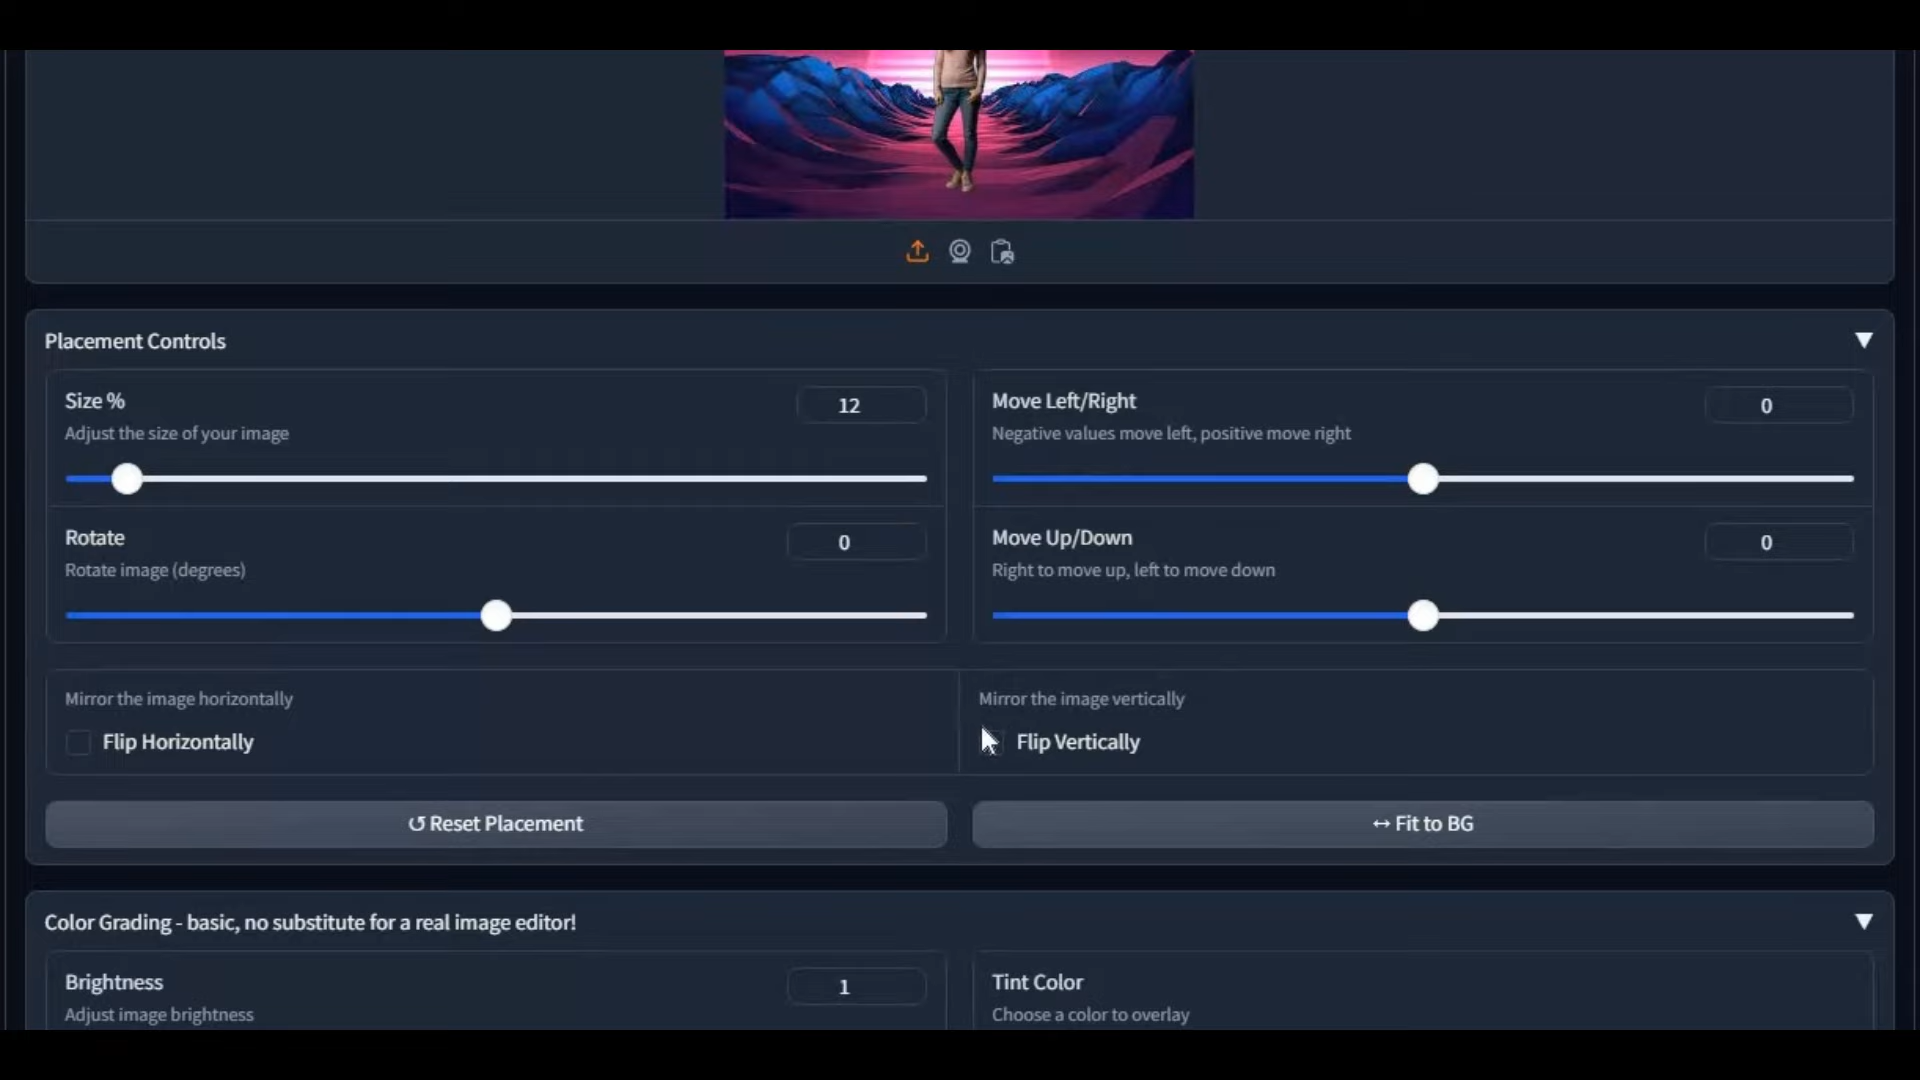 Placement Controls
▼
Size %
12
Adjust the size of your image
Move Left/Right
0
Negative values move left, positive move right
Rotate
0
Rotate image (degrees)
Move Up/Down
0
Right to move up, left to move down
Mirror the image horizontally
Flip Horizontally
Mirror the image vertically
Flip Vertically
↺ Reset Placement
↔ Fit to BG
Color Grading - basic, no substitute for a real image editor!
▼
Brightness
1
Adjust image brightness
Tint Color
Choose a color to overlay